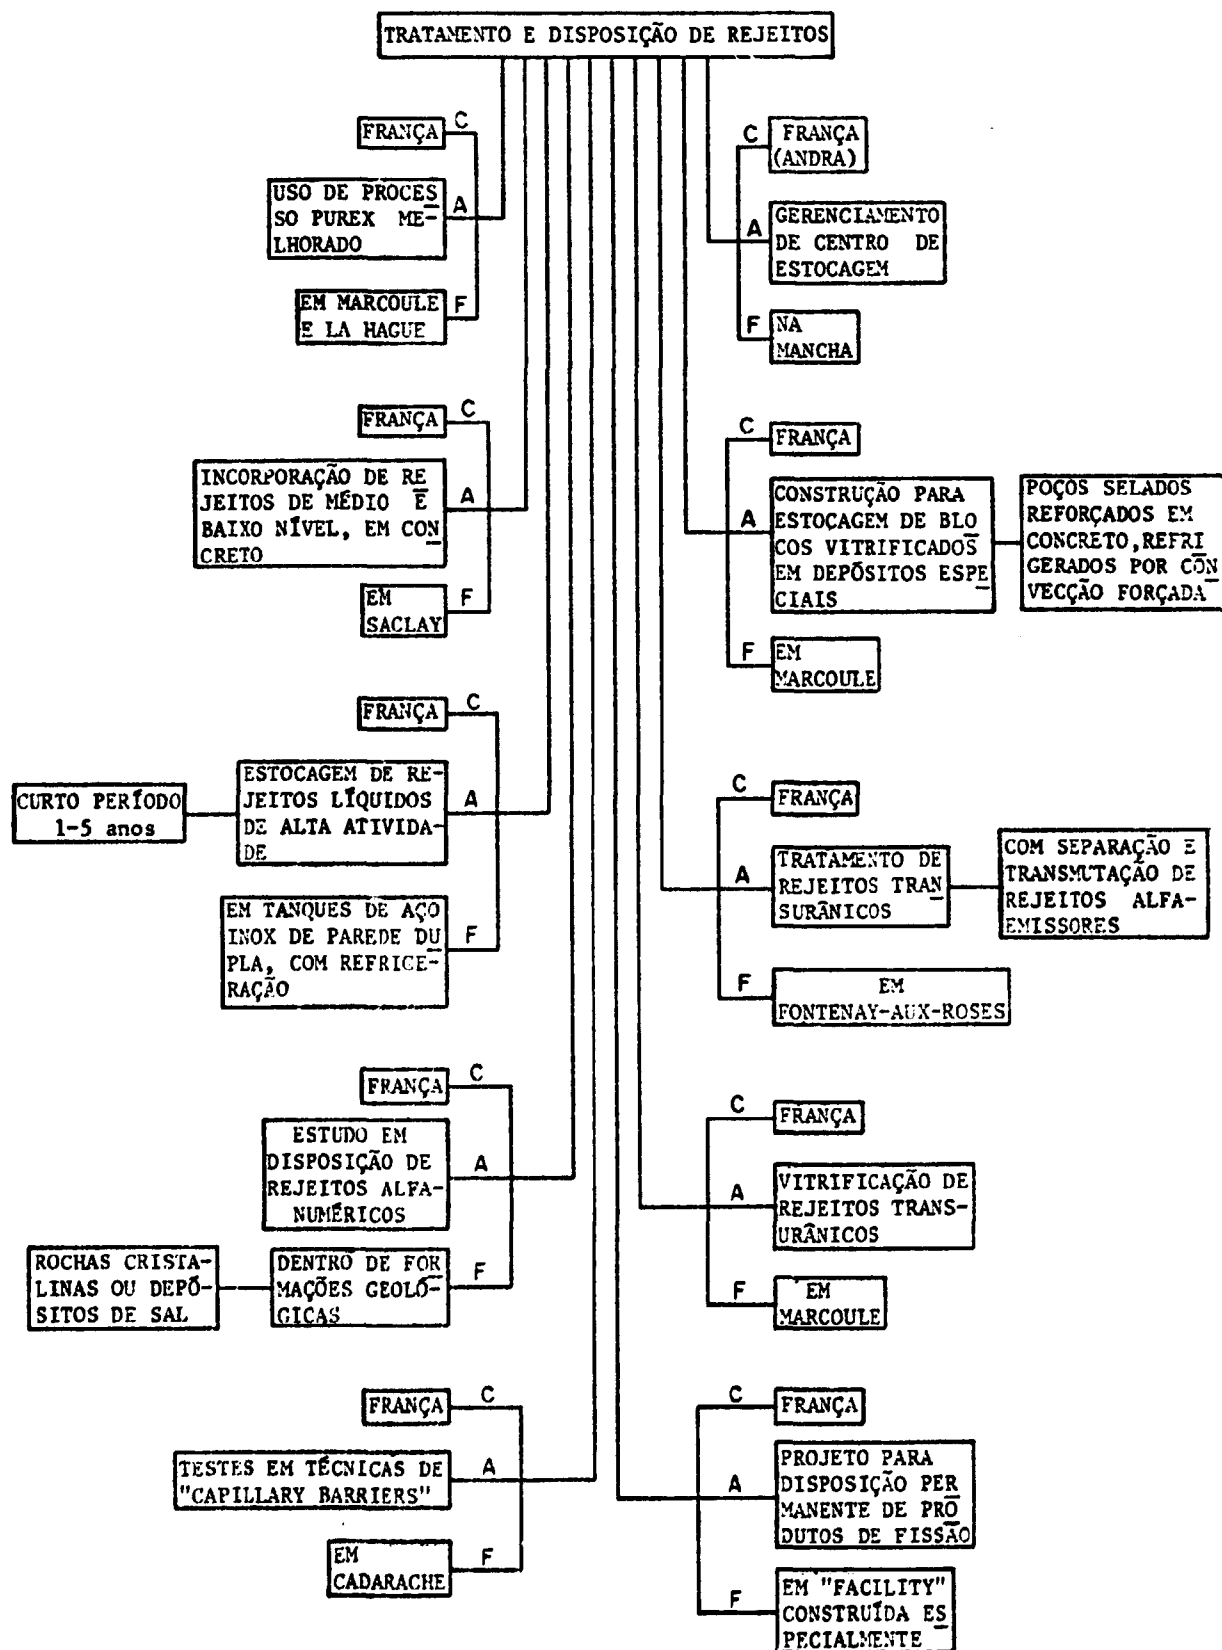 TRATAMENTO E DISPOSIÇÃO DE REJEITOS
C
FRANÇA
USO DE PROCES
SO PUREX ME-
LHORADO
A
EM MARCOULE
E LA HAGUE
F
C
FRANÇA
(ANDRA)
A
GERENCIAMENTO
DE CENTRO DE
ESTOCAGEM
F
NA
MANCHA
FRANÇA
C
INCORPORAÇÃO DE RE
JEITOS DE MÉDIO E
BAIXO NÍVEL, EM CON
CRETO
A
EM
SACLAY
F
C
FRANÇA
A
CONSTRUÇÃO PARA
ESTOCAGEM DE BLO
COS VITRIFICADOS
EM DEPÓSITOS ESPE
CIAIS
POÇOS SELADOS
REFORÇADOS EM
CONCRETO,REFRI
GERADOS POR CON
VECÇÃO FORÇADA
F
EM
MARCOULE
FRANÇA
C
CURTO PERÍODO
1-5 anos
ESTOCAGEM DE RE-
JEITOS LÍQUIDOS
DE ALTA ATIVIDA-
DE
A
EM TANQUES DE AÇO
INOX DE PAREDE DU
PLA, COM REFRIGE-
RAÇÃO
F
C
FRANÇA
A
TRATAMENTO DE
REJEITOS TRAN
SURÂNICOS
COM SEPARAÇÃO E
TRANSMUTAÇÃO DE
REJEITOS ALFA-
EMISSORES
F
EM
FONTENAY-AUX-ROSES
FRANÇA
C
ESTUDO EM
DISPOSIÇÃO DE
REJEITOS ALFA-
NUMÉRICOS
A
ROCHAS CRISTA-
LINAS OU DEPÓ-
SITOS DE SAL
DENTRO DE FOR
MAÇÕES GEOLÓ-
GICAS
F
C
FRANÇA
A
VITRIFICAÇÃO DE
REJEITOS TRANS-
URÂNICOS
F
EM
MARCOULE
FRANÇA
C
TESTES EM TÉCNICAS DE
"CAPILLARY BARRIERS"
A
EM
CADARACHE
F
C
FRANÇA
A
PROJETO PARA
DISPOSIÇÃO PER
MANENTE DE PRO
DUTOS DE FISSÃO
F
EM "FACILITY"
CONSTRUÍDA ES
PECIALMENTE